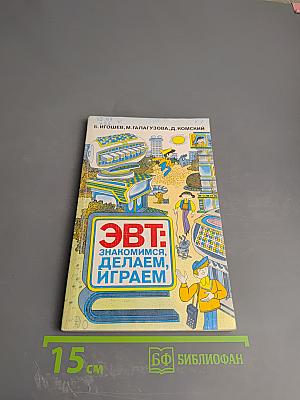 Б. ИГОШЕВ, М. ГАЛАГУЗОВА, Д. КОМСКИЙ
ЭВТ:
ЗНАКОМИМСЯ,
ДЕЛАЕМ,
ИГРАЕМ
15 СМ
БФ БИБЛИОФАН